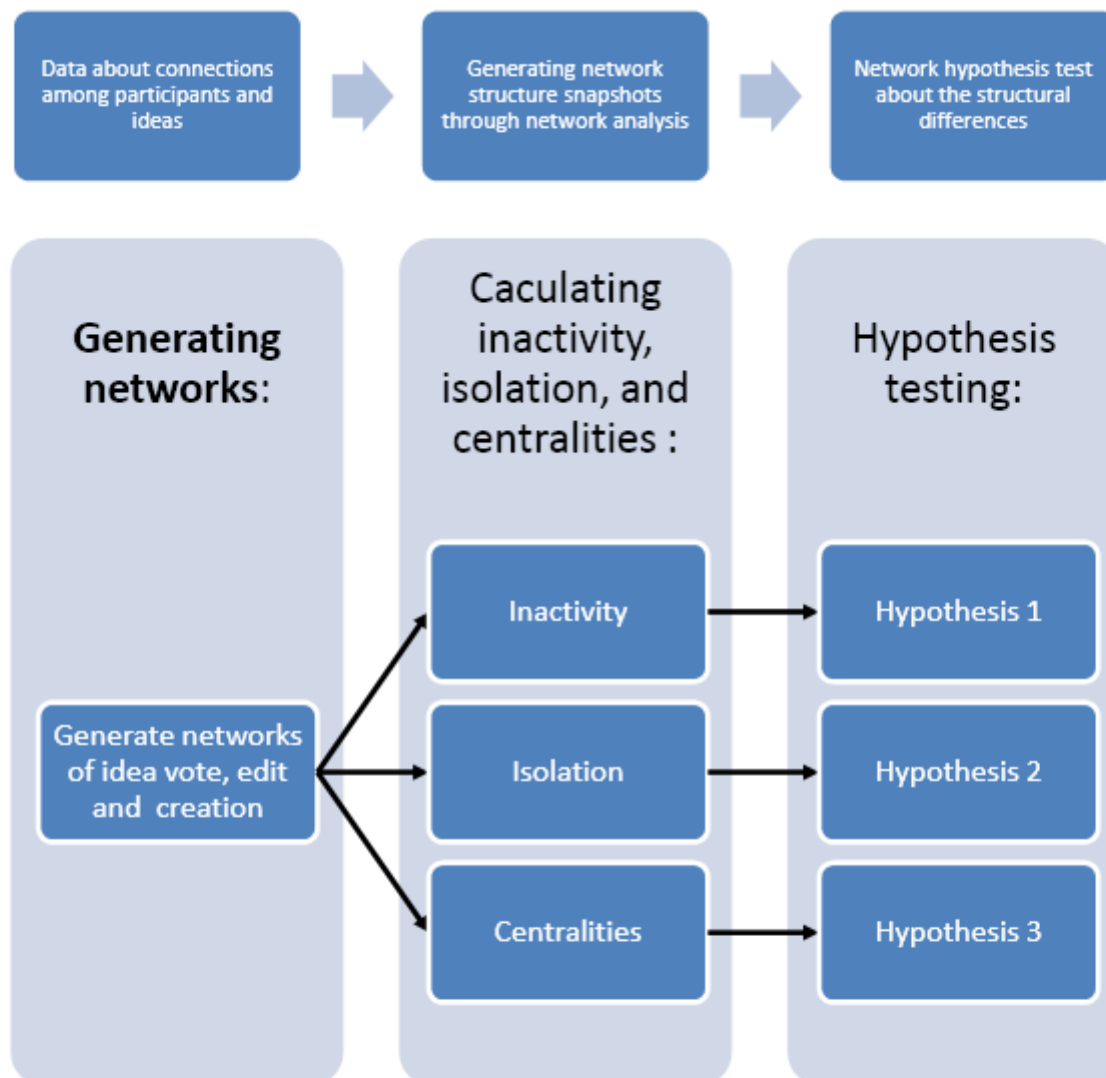 Data about connections
among participants and
ideas
Generating network
structure snapshots
through network analysis
Network hypothesis test
about the structural
differences
Generating
networks:
Caculating
inactivity,
isolation, and
centralities :
Hypothesis
testing:
Generate networks
of idea vote, edit
and  creation
Inactivity
Isolation
Centralities
Hypothesis 1
Hypothesis 2
Hypothesis 3